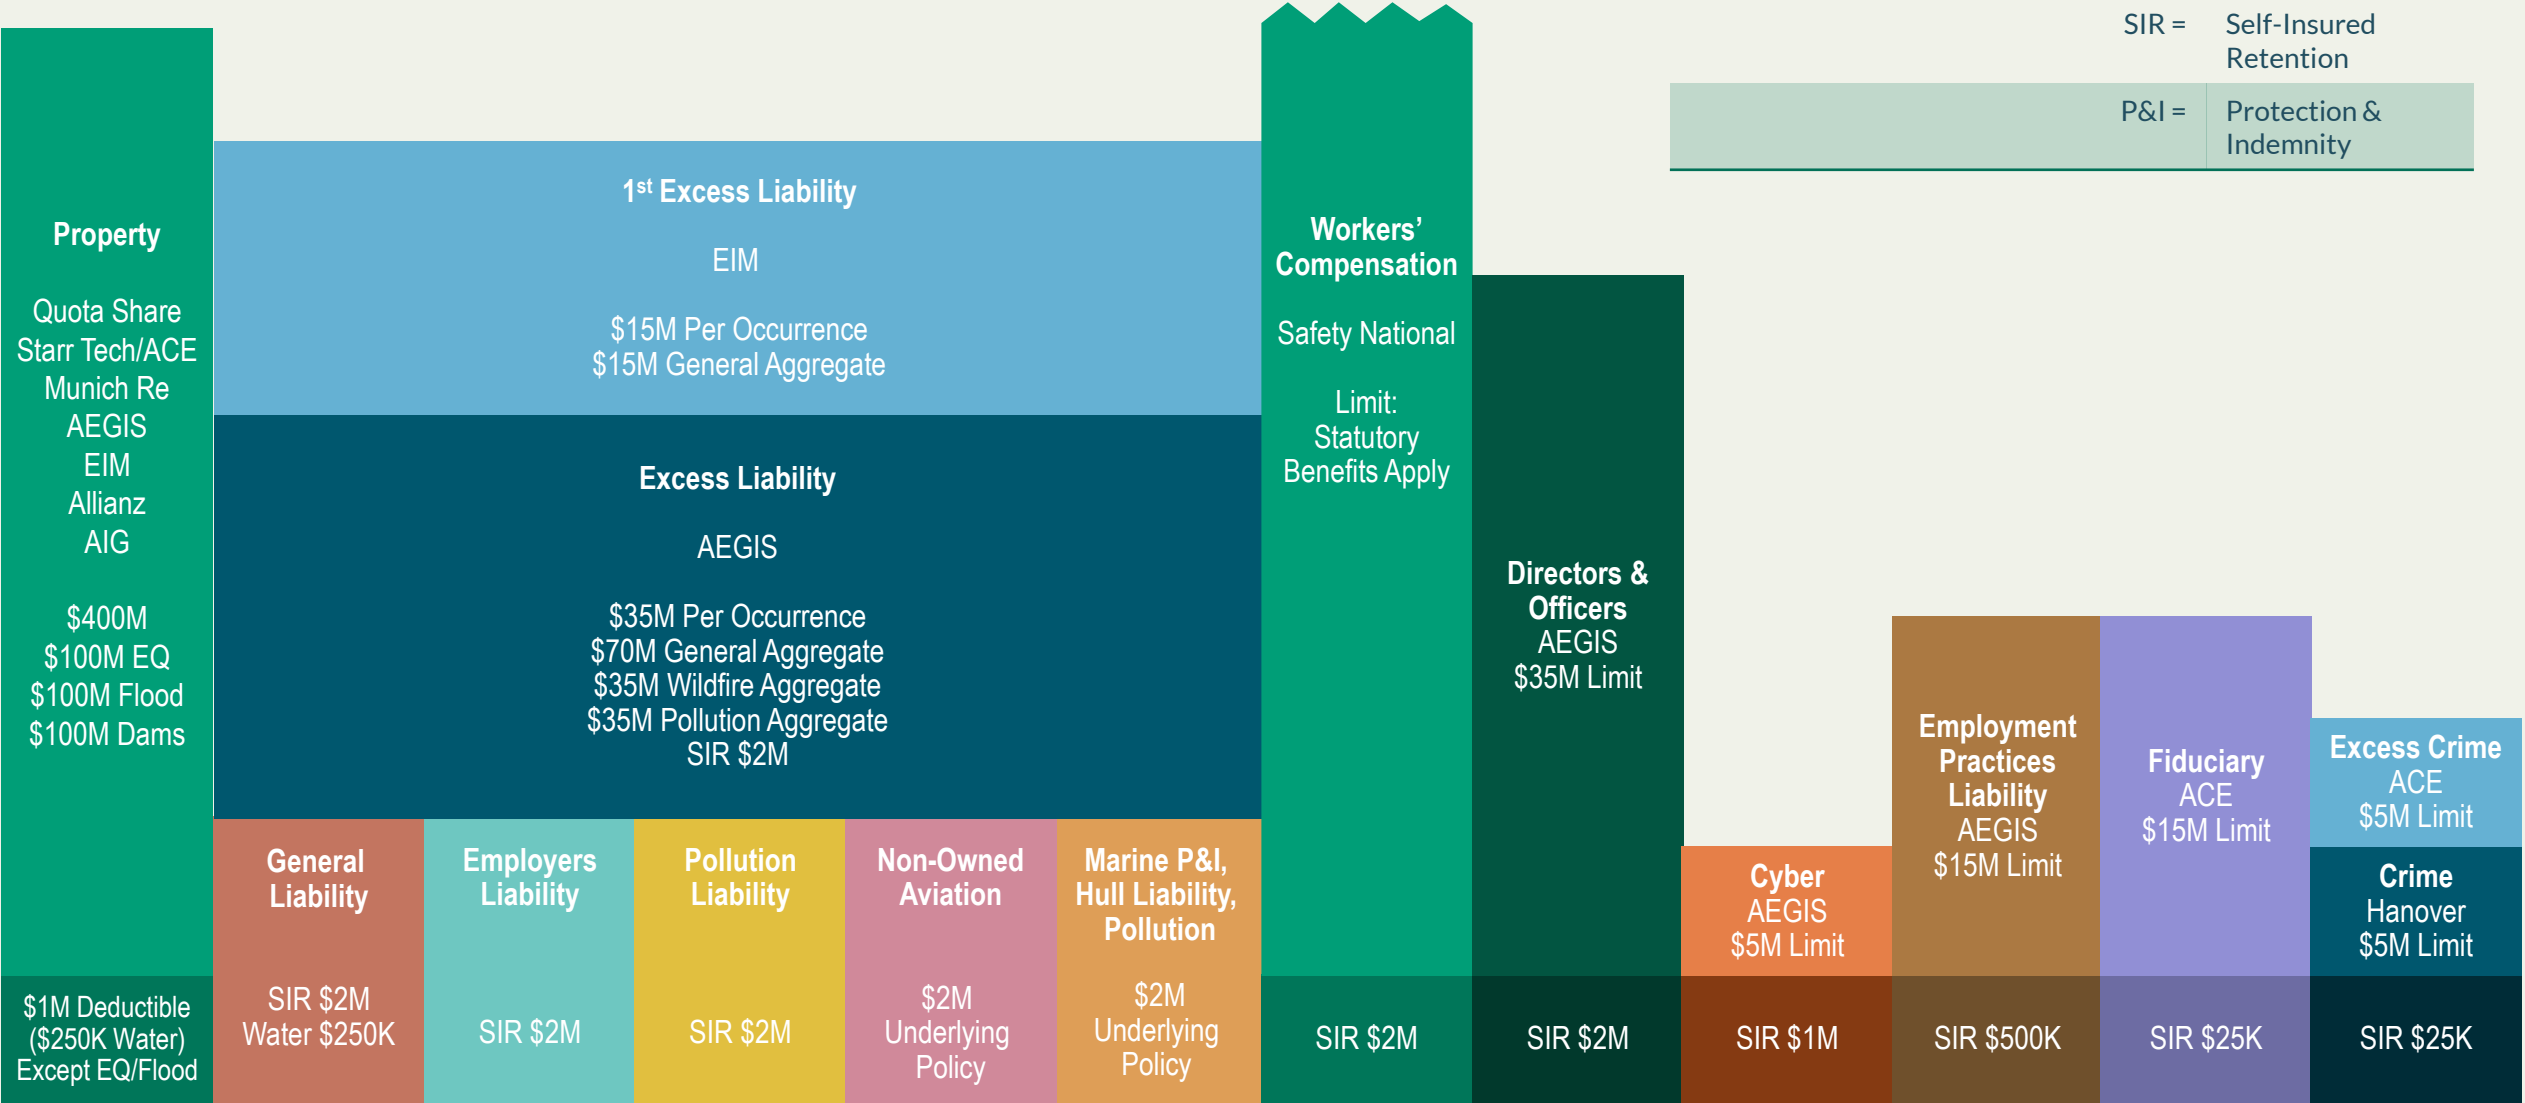 SIR = Self-Insured
Retention
P&I = Protection &
Indemnity
Property
Quota Share
Starr Tech/ACE
Munich Re
AEGIS
EIM
Allianz
AIG
$400M
$100M EQ
$100M Flood
$100M Dams
$1M Deductible
($250K Water)
Except EQ/Flood
1st Excess Liability
EIM
$15M Per Occurrence
$15M General Aggregate
Excess Liability
AEGIS
$35M Per Occurrence
$70M General Aggregate
$35M Wildfire Aggregate
$35M Pollution Aggregate
SIR $2M
General
Liability
SIR $2M
Water $250K
Employers
Liability
SIR $2M
Pollution
Liability
SIR $2M
Non-Owned
Aviation
$2M
Underlying
Policy
Marine P&I,
Hull Liability,
Pollution
$2M
Underlying
Policy
Workers’
Compensation
Safety National
Limit:
Statutory
Benefits Apply
SIR $2M
Directors &
Officers
AEGIS
$35M Limit
SIR $2M
Cyber
AEGIS
$5M Limit
SIR $1M
Employment
Practices
Liability
AEGIS
$15M Limit
SIR $500K
Fiduciary
ACE
$15M Limit
SIR $25K
Excess Crime
ACE
$5M Limit
Crime
Hanover
$5M Limit
SIR $25K